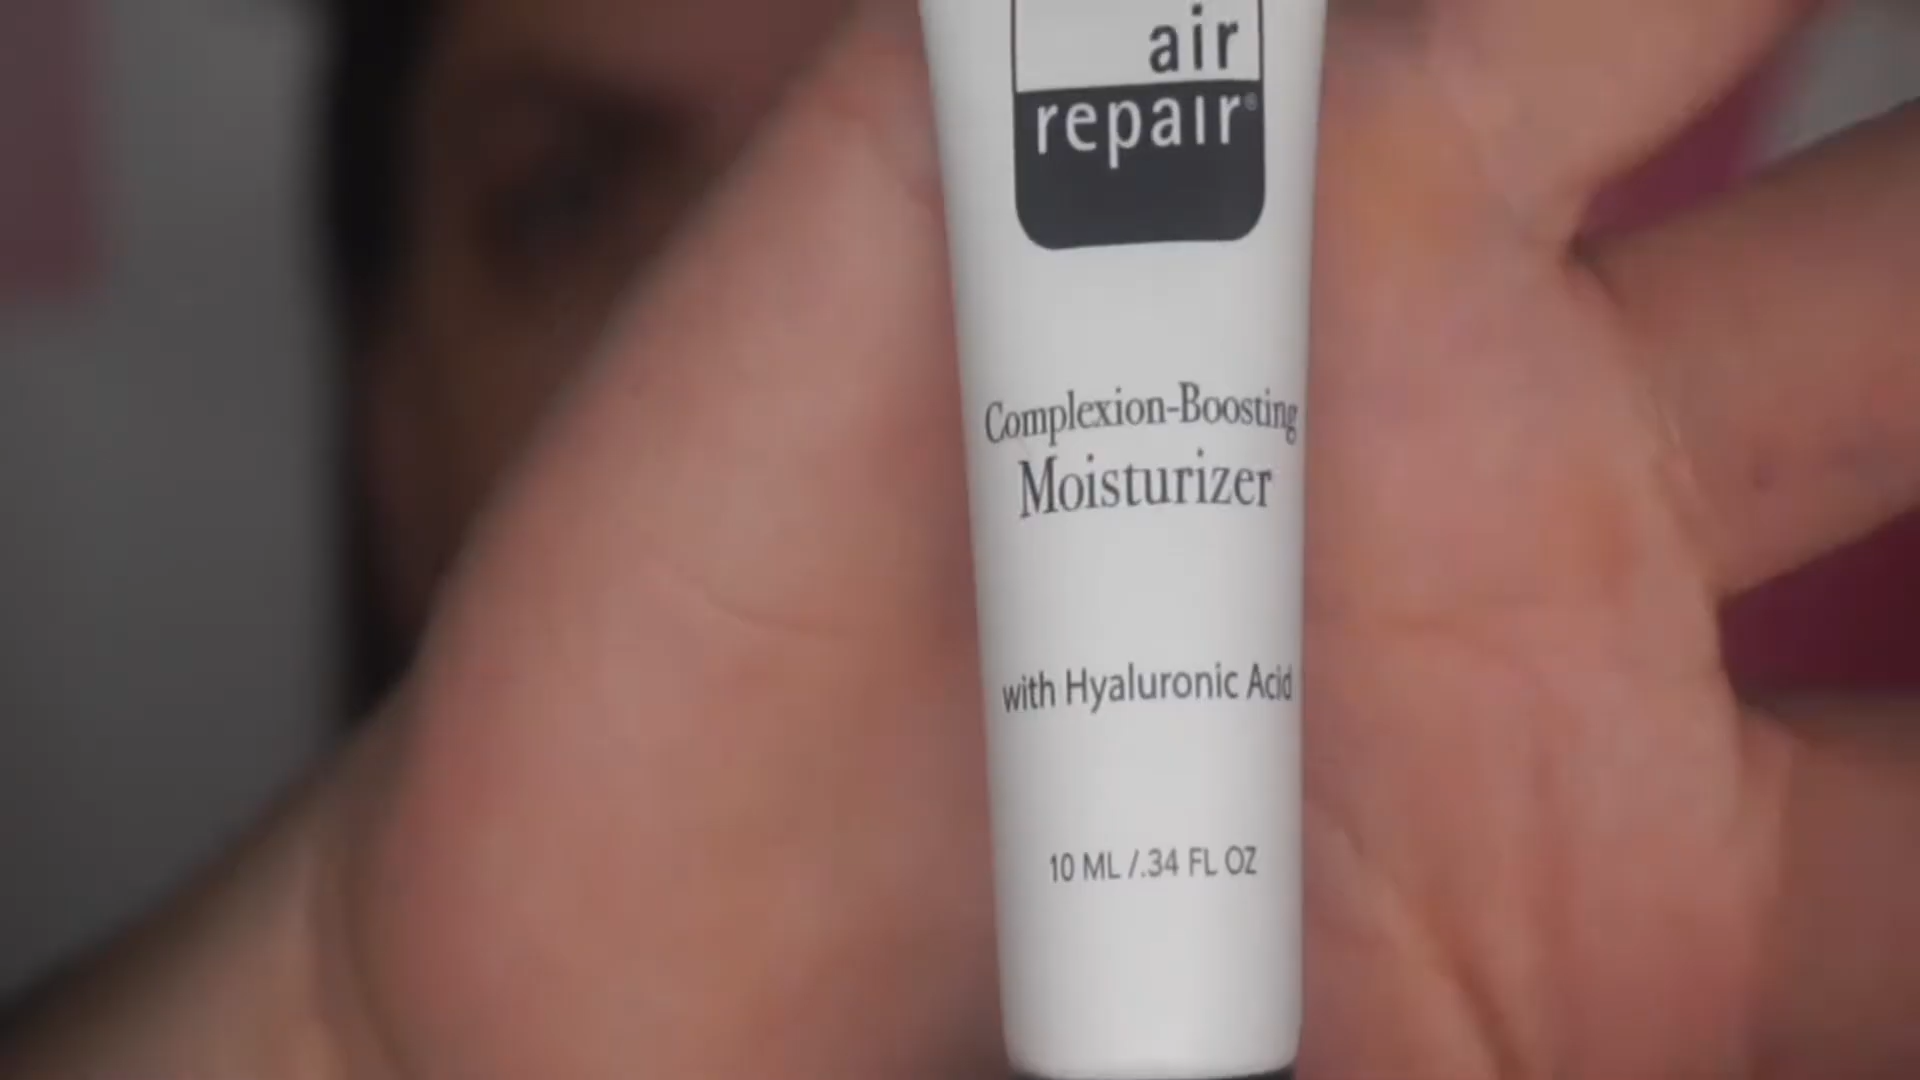 air
repair®
Complexion-Boosting
Moisturizer
with Hyaluronic Acid
10 ML /.34 FL OZ